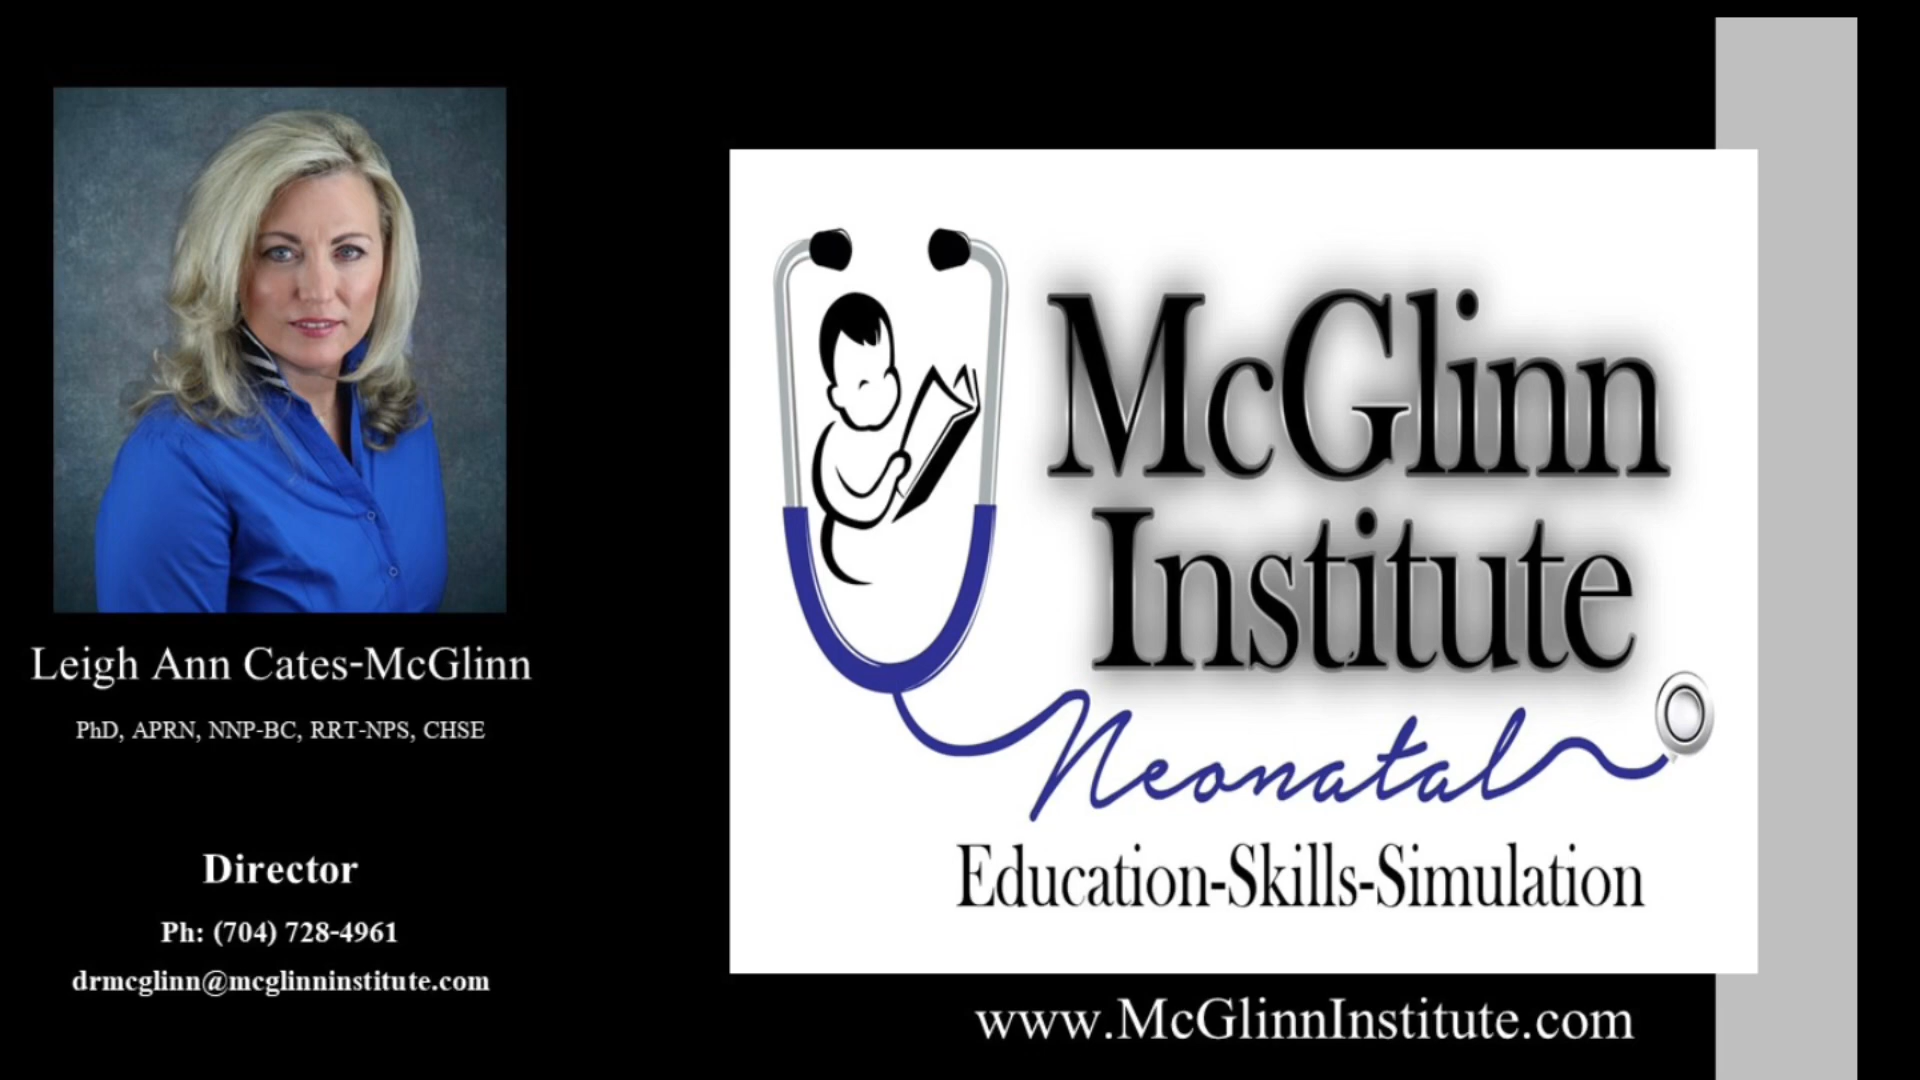 Leigh Ann Cates-McGlinn
PhD, APRN, NNP-BC, RRT-NPS, CHSE
Director
Ph: (704) 728-4961
drmcglinn@mcglinninstitute.com
McGlinn
Institute
Neonatal
Education-Skills-Simulation
www.McGlinnInstitute.com